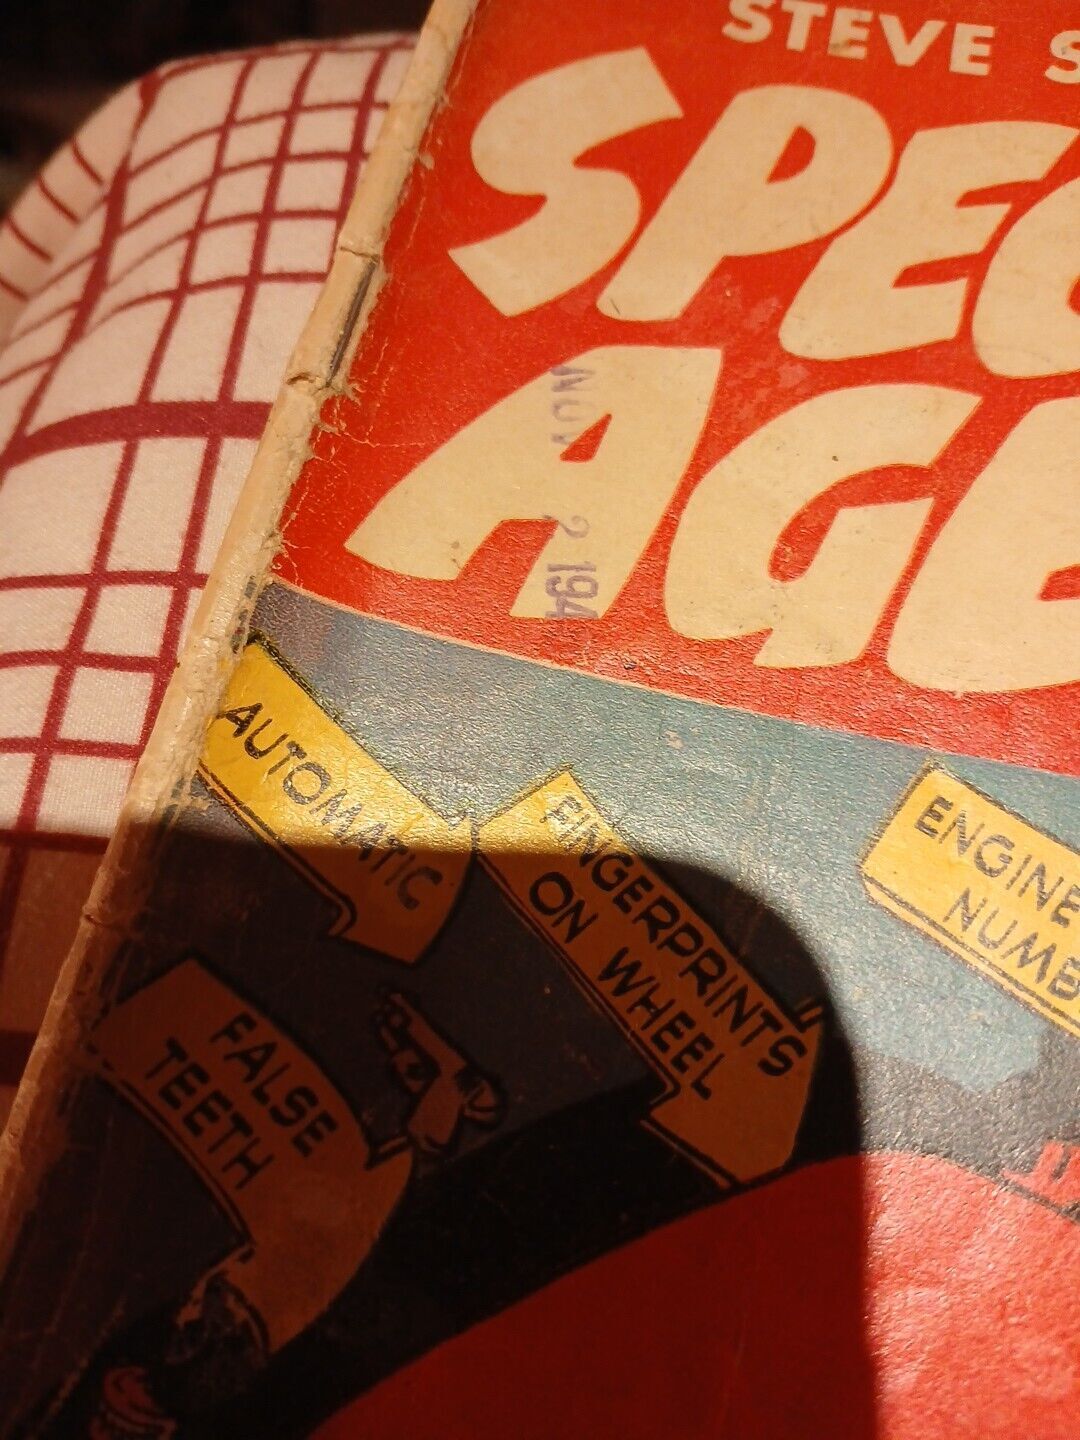 STEVE S
SPEC
AGE
NOV 2 194
AUTOMATIC
FINGERPRINTS
ON WHEEL
ENGINE
NUMB
FALSE
TEETH